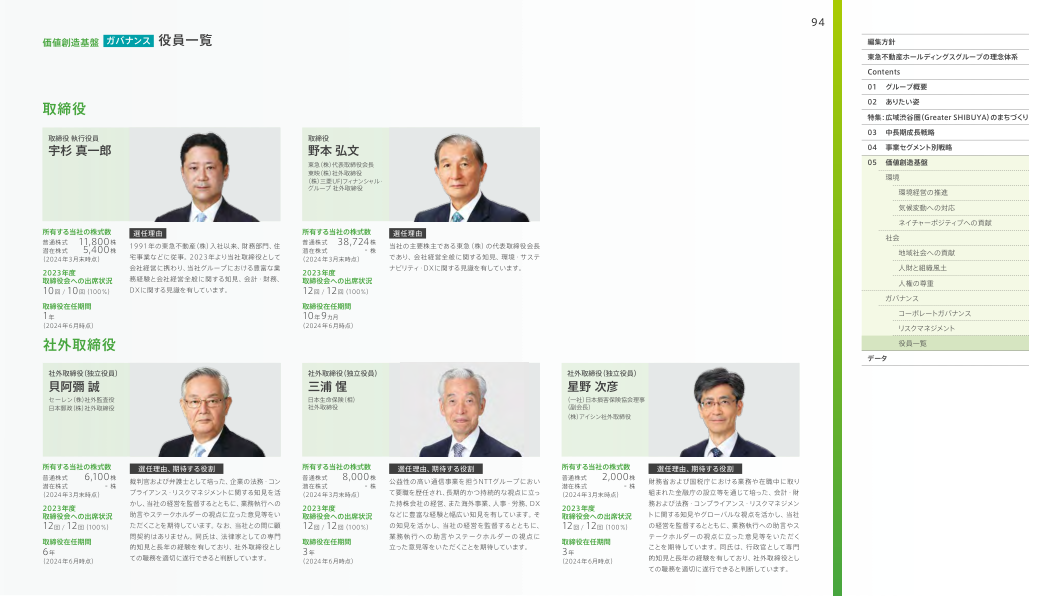 94
価値創造基盤 ガバナンス 役員一覧
取締役
取締役 執行役員
宇杉 真一郎
所有する当社の株式数
普通株式 11,800株
潜在株式 5,400株
（2024年3月末時点）
2023年度
取締役会への出席状況
10回 / 10回 (100%)
取締役在任期間
1年
（2024年6月時点）
選任理由
1991年の東急不動産（株）入社以来、財務部門、住
宅事業などに従事。2023年より当社取締役として
会社経営に携わり、当社グループにおける豊富な業
務経験と会社経営全般に関する知見、会計・財務、
DXに関する見識を有しています。
取締役
野本 弘文
東急（株）代表取締役会長
東映（株）社外取締役
（株）三菱UFJフィナンシャル・
グループ 社外取締役
所有する当社の株式数
普通株式 38,724株
潜在株式 - 株
（2024年3月末時点）
2023年度
取締役会への出席状況
12回 / 12回 (100%)
取締役在任期間
10年9カ月
（2024年6月時点）
選任理由
当社の主要株主である東急（株）の代表取締役会長
であり、会社経営全般に関する知見、環境・サステ
ナビリティ・DXに関する見識を有しています。
社外取締役
社外取締役（独立役員）
貝阿彌 誠
セーレン（株）社外監査役
日本郵政（株）社外取締役
所有する当社の株式数
普通株式 6,100株
潜在株式 - 株
（2024年3月末時点）
2023年度
取締役会への出席状況
12回 / 12回 (100%)
取締役在任期間
6年
（2024年6月時点）
選任理由、期待する役割
裁判官および弁護士として培った、企業の法務・コン
プライアンス・リスクマネジメントに関する知見を活
かし、当社の経営を監督するとともに、業務執行への
助言やステークホルダーの視点に立った意見等をい
ただくことを期待しています。なお、当社との間に顧
問契約はありません。同氏は、法律家としての専門
的知見と長年の経験を有しており、社外取締役とし
ての職務を適切に遂行できると判断しています。
社外取締役（独立役員）
三浦 惺
日本生命保険（相）
社外取締役
所有する当社の株式数
普通株式 8,000株
潜在株式 - 株
（2024年3月末時点）
2023年度
取締役会への出席状況
12回 / 12回 (100%)
取締役在任期間
3年
（2024年6月時点）
選任理由、期待する役割
公益性の高い通信事業を担うNTTグループにおい
て要職を歴任され、長期的かつ持続的な視点に立っ
た持株会社の経営、また海外事業、人事・労務、DX
などに豊富な経験と幅広い知見を有しています。そ
の知見を活かし、当社の経営を監督するとともに、
業務執行への助言やステークホルダーの視点に
立った意見等をいただくことを期待しています。
社外取締役（独立役員）
星野 次彦
（一社）日本損害保険協会理事
（副会長）
（株）アイシン社外取締役
所有する当社の株式数
普通株式 2,000株
潜在株式 - 株
（2024年3月末時点）
2023年度
取締役会への出席状況
12回 / 12回 (100%)
取締役在任期間
3年
（2024年6月時点）
選任理由、期待する役割
財務省および国税庁における業務や在職中に取り
組まれた金融庁の設立等を通じて培った、会計・財
務および法務・コンプライアンス・リスクマネジメン
トに関する知見やグローバルな視点を活かし、当社
の経営を監督するとともに、業務執行への助言やス
テークホルダーの視点に立った意見等をいただく
ことを期待しています。同氏は、行政官として専門
的知見と長年の経験を有しており、社外取締役とし
ての職務を適切に遂行できると判断しています。
編集方針
東急不動産ホールディングスグループの理念体系
Contents
01 グループ概要
02 ありたい姿
特集：広域渋谷圏（Greater SHIBUYA）のまちづくり
03 中長期成長戦略
04 事業セグメント別戦略
05 価値創造基盤
環境
環境経営の推進
気候変動への対応
ネイチャーポジティブへの貢献
社会
地域社会への貢献
人財と組織風土
人権の尊重
ガバナンス
コーポレートガバナンス
リスクマネジメント
役員一覧
データ